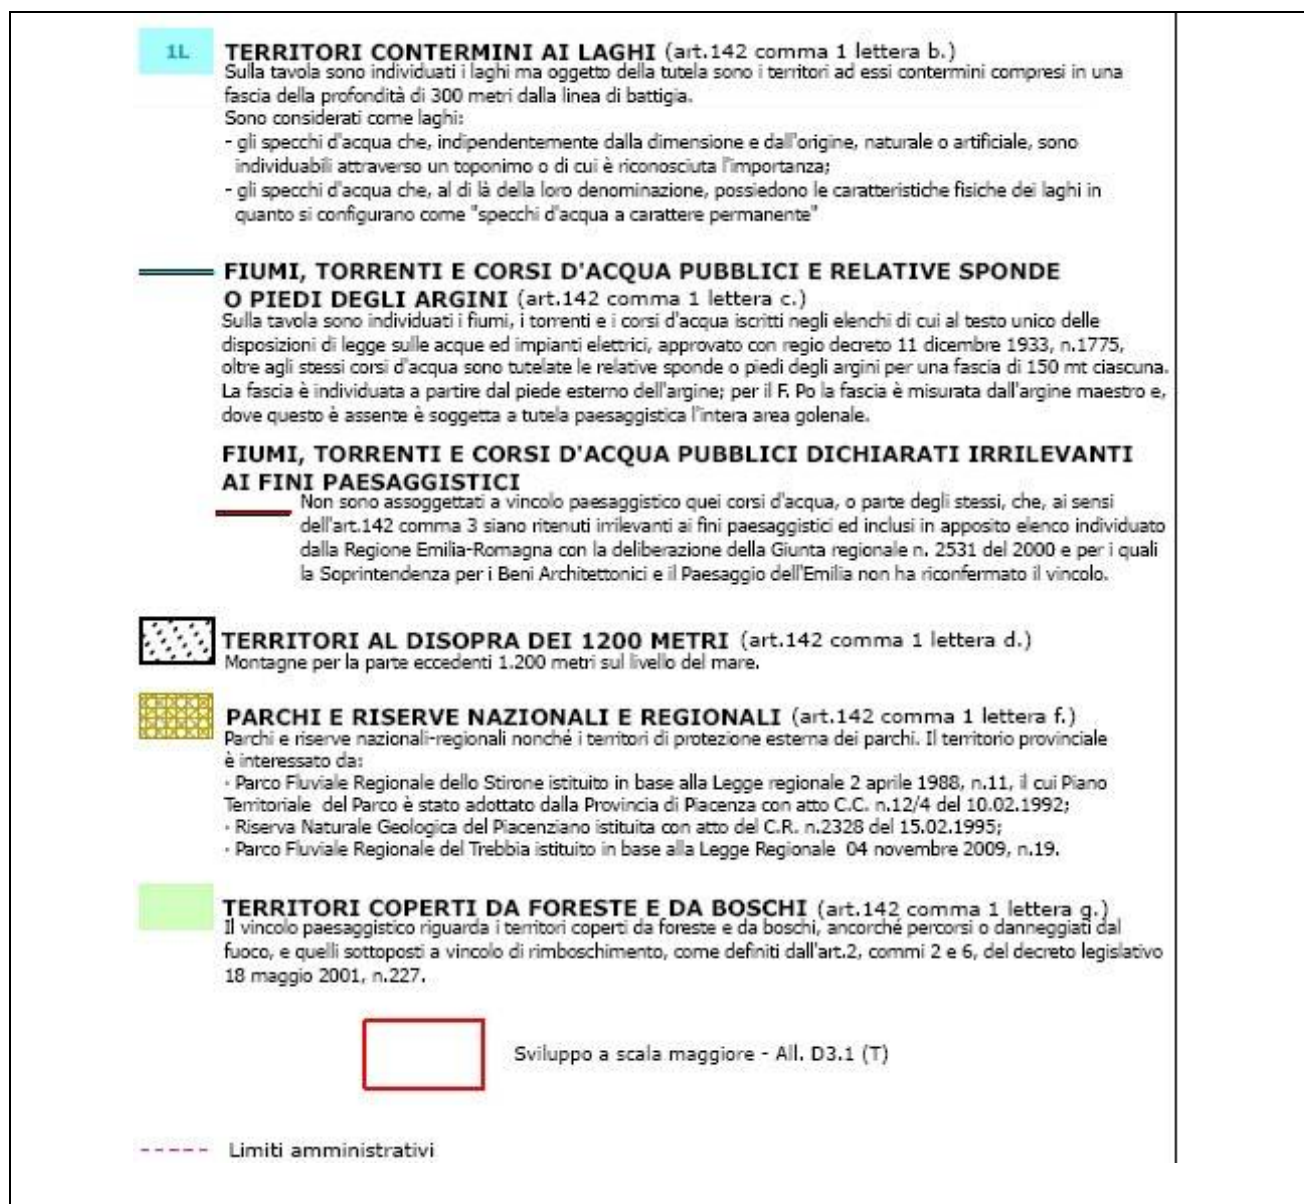 1L
TERRITORI CONTERMINI AI LAGHI (art.142 comma 1 lettera b.)
Sulla tavola sono individuati i laghi ma oggetto della tutela sono i territori ad essi contermini compresi in una
fascia della profondità di 300 metri dalla linea di battigia.
Sono considerati come laghi:
- gli specchi d'acqua che, indipendentemente dalla dimensione e dall'origine, naturale o artificiale, sono
individuabili attraverso un toponimo o di cui è riconosciuta l'importanza;
- gli specchi d'acqua che, al di là della loro denominazione, possiedono le caratteristiche fisiche dei laghi in
quanto si configurano come "specchi d'acqua a carattere permanente"
FIUMI, TORRENTI E CORSI D'ACQUA PUBBLICI E RELATIVE SPONDE
O PIEDI DEGLI ARGINI (art.142 comma 1 lettera c.)
Sulla tavola sono individuati i fiumi, i torrenti e i corsi d'acqua iscritti negli elenchi di cui al testo unico delle
disposizioni di legge sulle acque ed impianti elettrici, approvato con regio decreto 11 dicembre 1933, n.1775,
oltre agli stessi corsi d'acqua sono tutelate le relative sponde o piedi degli argini per una fascia di 150 mt ciascuna.
La fascia è individuata a partire dal piede esterno dell'argine; per il F. Po la fascia è misurata dall'argine maestro e,
dove questo è assente è soggetta a tutela paesaggistica l'intera area golenale.
FIUMI, TORRENTI E CORSI D'ACQUA PUBBLICI DICHIARATI IRRILEVANTI
AI FINI PAESAGGISTICI
Non sono assoggettati a vincolo paesaggistico quei corsi d'acqua, o parte degli stessi, che, ai sensi
dell'art.142 comma 3 siano ritenuti irrilevanti ai fini paesaggistici ed inclusi in apposito elenco individuato
dalla Regione Emilia-Romagna con la deliberazione della Giunta regionale n. 2531 del 2000 e per i quali
la Soprintendenza per i Beni Architettonici e il Paesaggio dell'Emilia non ha riconfermato il vincolo.
TERRITORI AL DISOPRA DEI 1200 METRI (art.142 comma 1 lettera d.)
Montagne per la parte eccedenti 1.200 metri sul livello del mare.
PARCHI E RISERVE NAZIONALI E REGIONALI (art.142 comma 1 lettera f.)
Parchi e riserve nazionali-regionali nonché i territori di protezione esterna dei parchi. Il territorio provinciale
è interessato da:
· Parco Fluviale Regionale dello Stirone istituito in base alla Legge regionale 2 aprile 1988, n.11, il cui Piano
Territoriale del Parco è stato adottato dalla Provincia di Piacenza con atto C.C. n.12/4 del 10.02.1992;
· Riserva Naturale Geologica del Piacenziano istituita con atto del C.R. n.2328 del 15.02.1995;
· Parco Fluviale Regionale del Trebbia istituito in base alla Legge Regionale 04 novembre 2009, n.19.
TERRITORI COPERTI DA FORESTE E DA BOSCHI (art.142 comma 1 lettera g.)
Il vincolo paesaggistico riguarda i territori coperti da foreste e da boschi, ancorché percorsi o danneggiati dal
fuoco, e quelli sottoposti a vincolo di rimboschimento, come definiti dall'art.2, commi 2 e 6, del decreto legislativo
18 maggio 2001, n.227.
Sviluppo a scala maggiore - All. D3.1 (T)
Limiti amministrativi